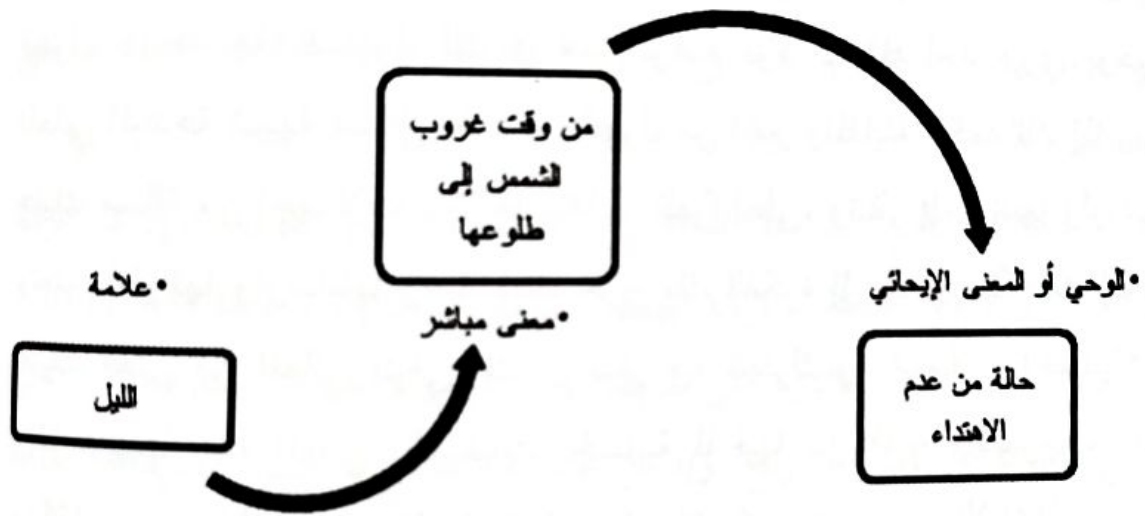 من وقت غروب
الشمس إلى
طلوعها
•معنى مباشر
•علامة
الليل
•الوحي أو المعنى الإيحائي
حالة من عدم
الاهتداء